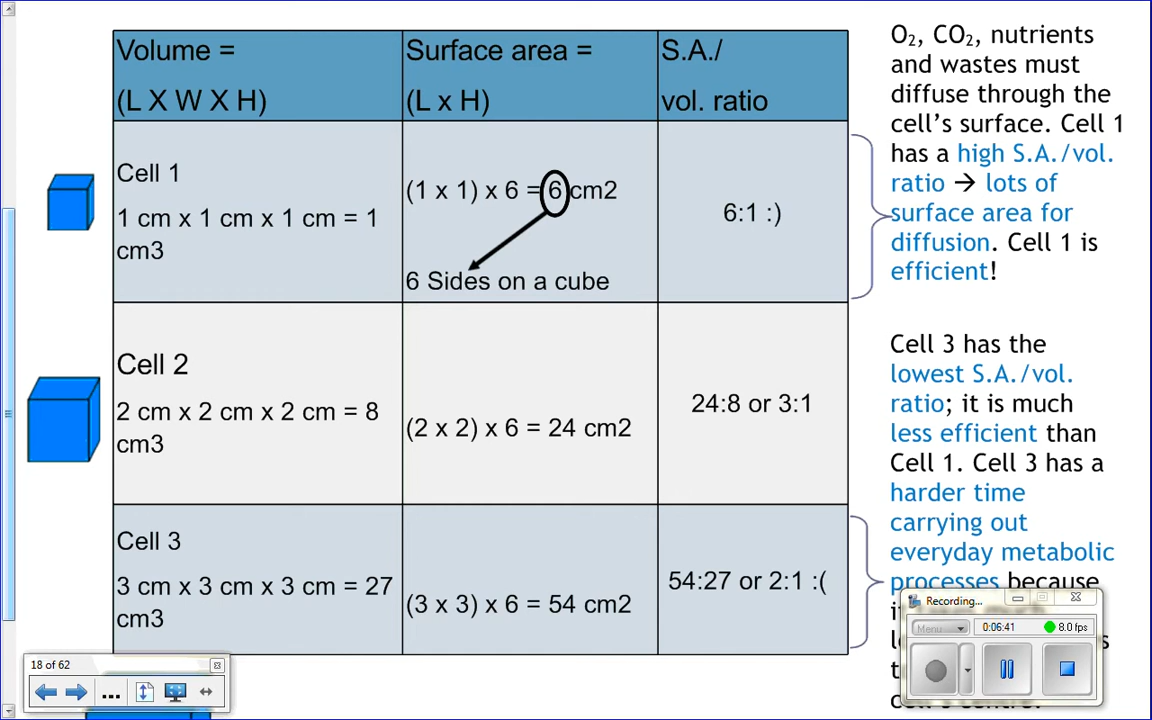 Volume =
(L X W X H)
Surface area =
(L x H)
S.A./
vol. ratio
Cell 1
1 cm x 1 cm x 1 cm = 1
cm3
(1 x 1) x 6 = 6 cm2
6 Sides on a cube
6:1 :)
Cell 2
2 cm x 2 cm x 2 cm = 8
cm3
(2 x 2) x 6 = 24 cm2
24:8 or 3:1
Cell 3
3 cm x 3 cm x 3 cm = 27
cm3
(3 x 3) x 6 = 54 cm2
54:27 or 2:1 :(
O₂, CO₂, nutrients
and wastes must
diffuse through the
cell's surface. Cell 1
has a high S.A./vol.
ratio → lots of
surface area for
diffusion. Cell 1 is
efficient!
Cell 3 has the
lowest S.A./vol.
ratio; it is much
less efficient than
Cell 1. Cell 3 has a
harder time
carrying out
everyday metabolic
processes because
Recording...
Menu
0:06:41
8.0 fps
18 of 62
...